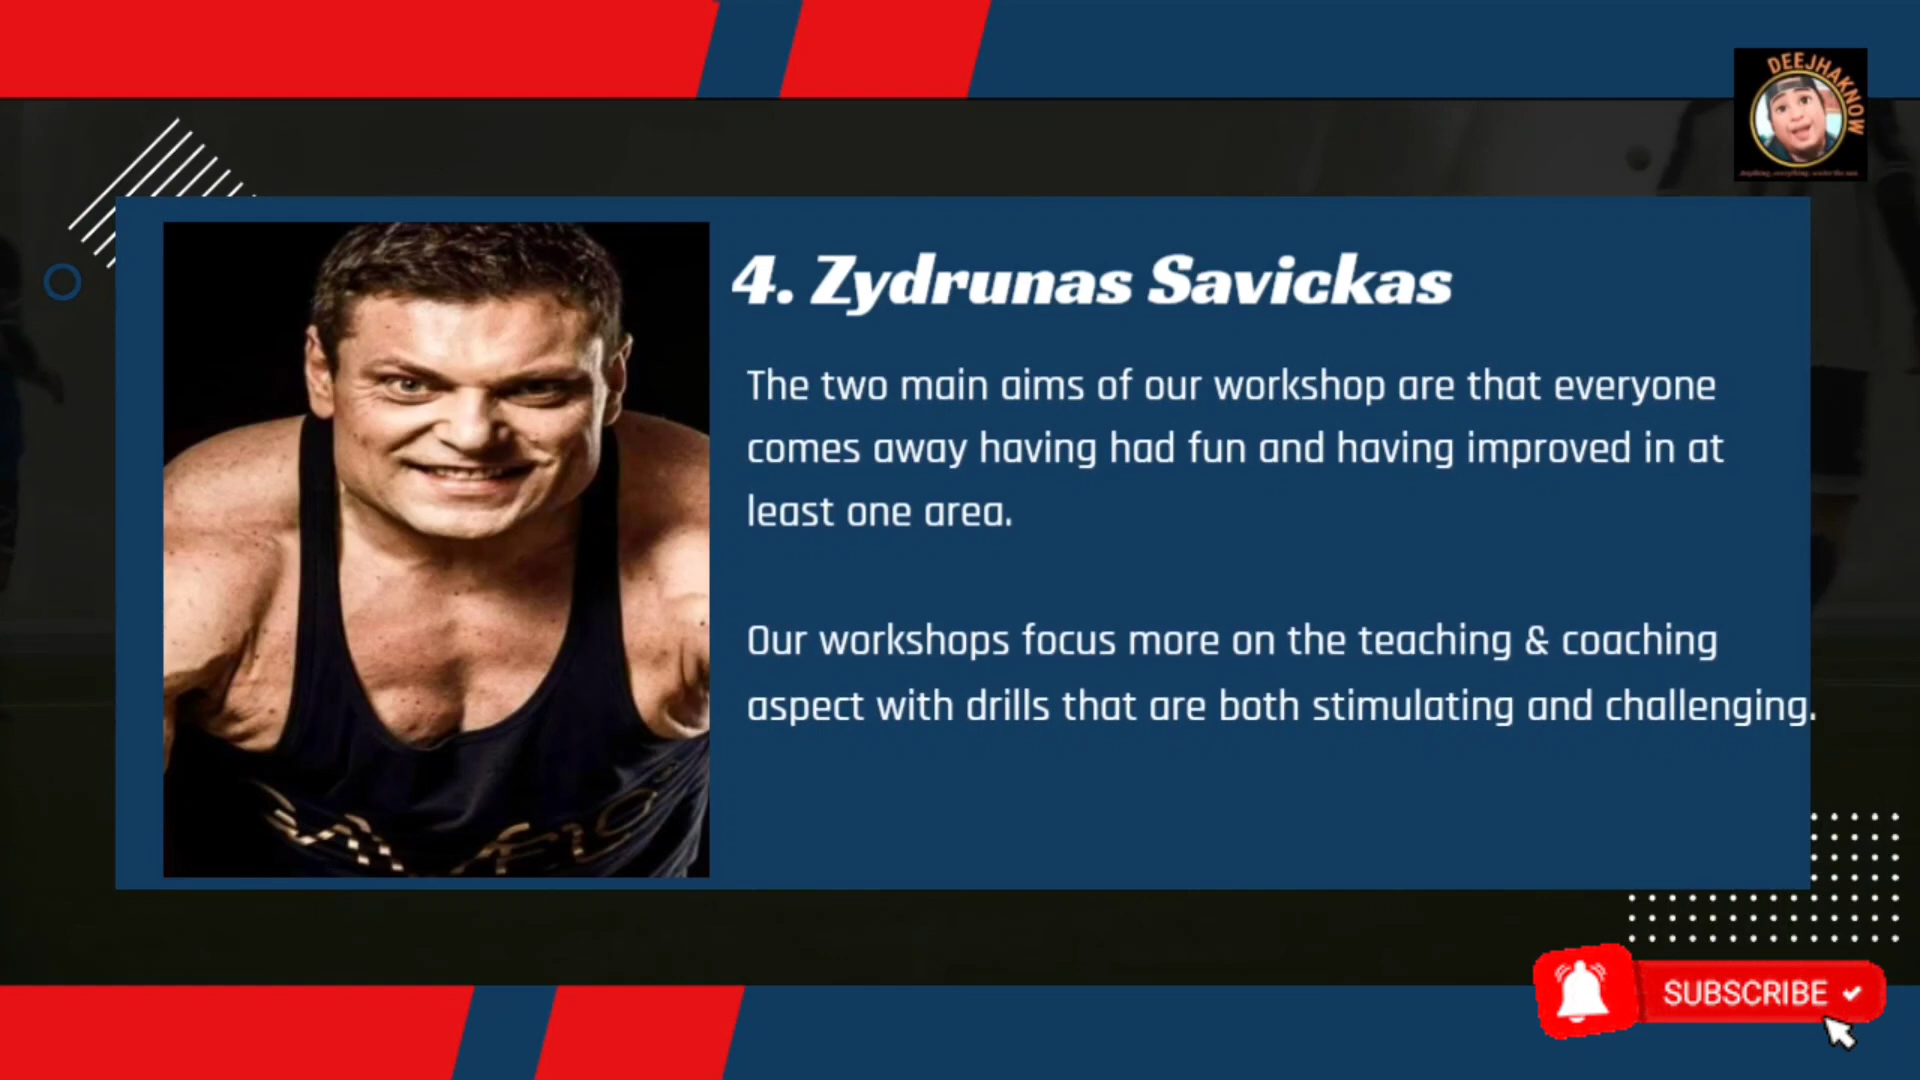 DEEJHAKNOW
4. Zydrunas Savickas
The two main aims of our workshop are that everyone
comes away having had fun and having improved in at
least one area.
Our workshops focus more on the teaching & coaching
aspect with drills that are both stimulating and challenging.
SUBSCRIBE